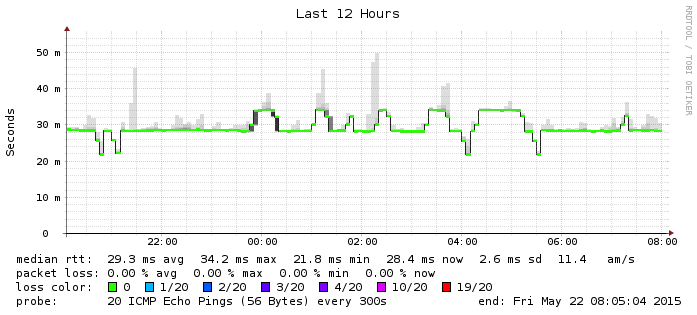 Last 12 Hours
RRDTOOL / TOBI OETIKER
Seconds
50 m
40 m
30 m
20 m
10 m
0
22:00 00:00 02:00 04:00 06:00 08:00
median rtt: 29.3 ms avg 34.2 ms max 21.8 ms min 28.4 ms now 2.6 ms sd 11.4 am/s
packet loss: 0.00 % avg 0.00 % max 0.00 % min 0.00 % now
loss color: 0 1/20 2/20 3/20 4/20 10/20 19/20
probe: 20 ICMP Echo Pings (56 Bytes) every 300s end: Fri May 22 08:05:04 2015